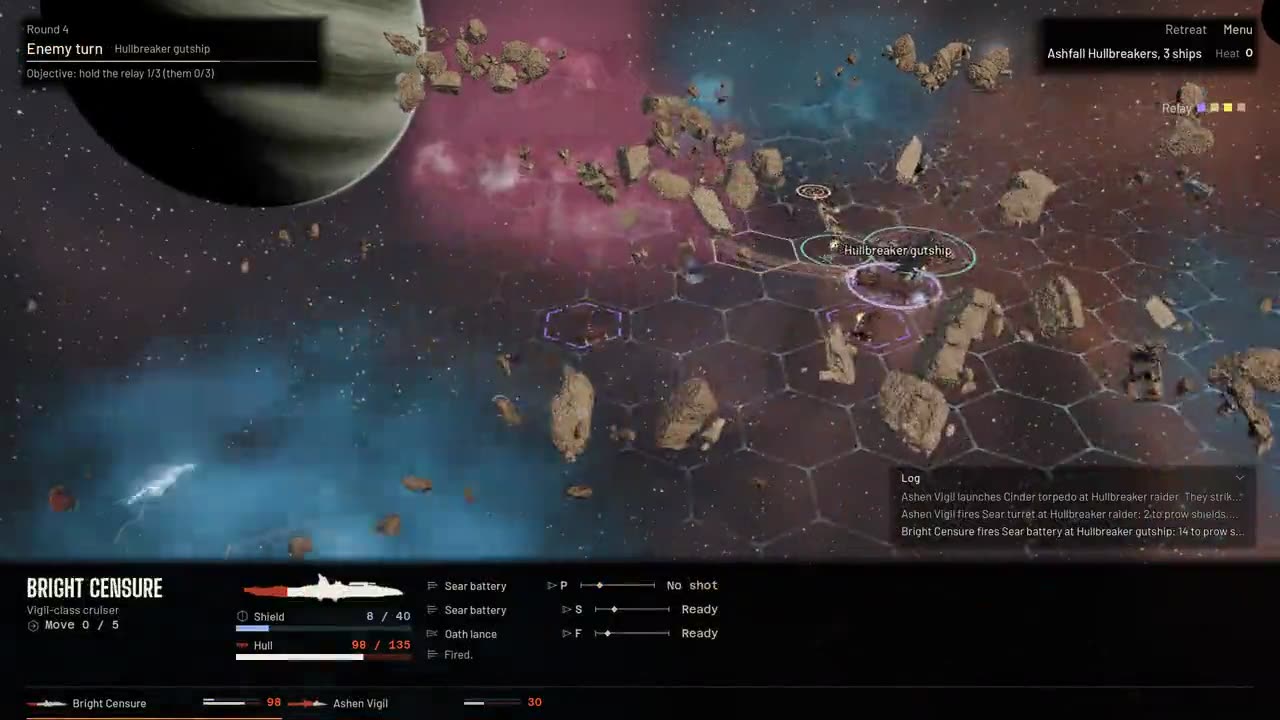 Round 4
Enemy turn Hullbreaker gutship
Objective: hold the relay 1/3 (them 0/3)
Retreat Menu
Ashfall Hullbreakers, 3 ships Heat 0
Relay
Hullbreaker gutship
Log
Ashen Vigil launches Cinder torpedo at Hullbreaker raider. They strik...
Ashen Vigil fires Sear turret at Hullbreaker raider: 2 to prow shields....
Bright Censure fires Sear battery at Hullbreaker gutship: 14 to prow s...
BRIGHT CENSURE
Vigil-class cruiser
Move 0 / 5
Shield 8 / 40
Hull 98 / 135
Sear battery P No shot
Sear battery S Ready
Oath lance F Ready
Fired.
Bright Censure 98 Ashen Vigil 30